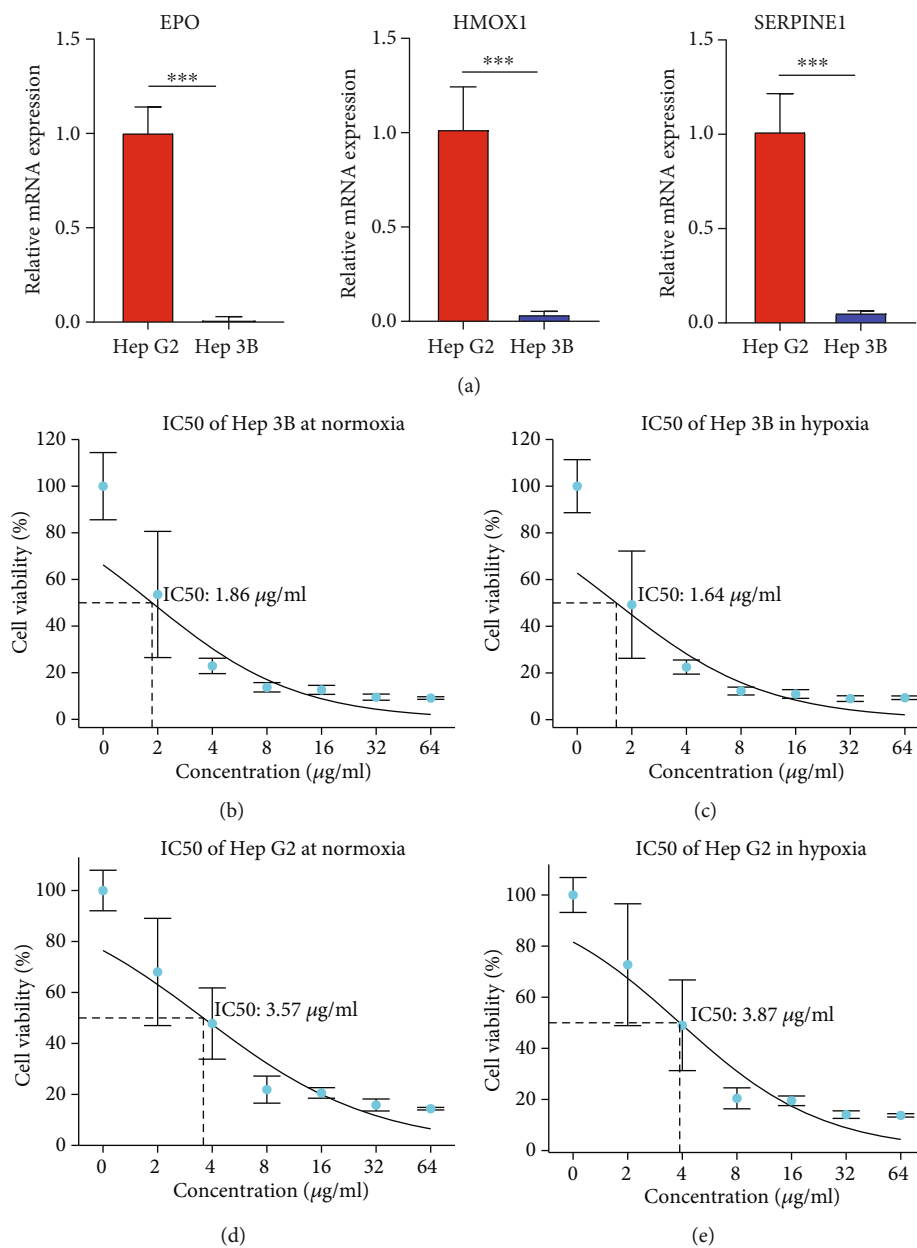 EPO
1.5
***
1.0
0.5
0.0
Relative mRNA expression
Hep G2 Hep 3B
HMOX1
1.5
***
1.0
0.5
0.0
Relative mRNA expression
Hep G2 Hep 3B
SERPINE1
1.5
***
1.0
0.5
0.0
Relative mRNA expression
Hep G2 Hep 3B
(a)
IC50 of Hep 3B at normoxia
120
100
80
60
40
20
0
Cell viability (%)
IC50: 1.86 μg/ml
0 2 4 8 16 32 64
Concentration (μg/ml)
(b)
IC50 of Hep 3B in hypoxia
120
100
80
60
40
20
0
Cell viability (%)
IC50: 1.64 μg/ml
0 2 4 8 16 32 64
Concentration (μg/ml)
(c)
IC50 of Hep G2 at normoxia
100
80
60
40
20
0
Cell viability (%)
IC50: 3.57 μg/ml
0 2 4 8 16 32 64
Concentration (μg/ml)
(d)
IC50 of Hep G2 in hypoxia
100
80
60
40
20
0
Cell viability (%)
IC50: 3.87 μg/ml
0 2 4 8 16 32 64
Concentration (μg/ml)
(e)